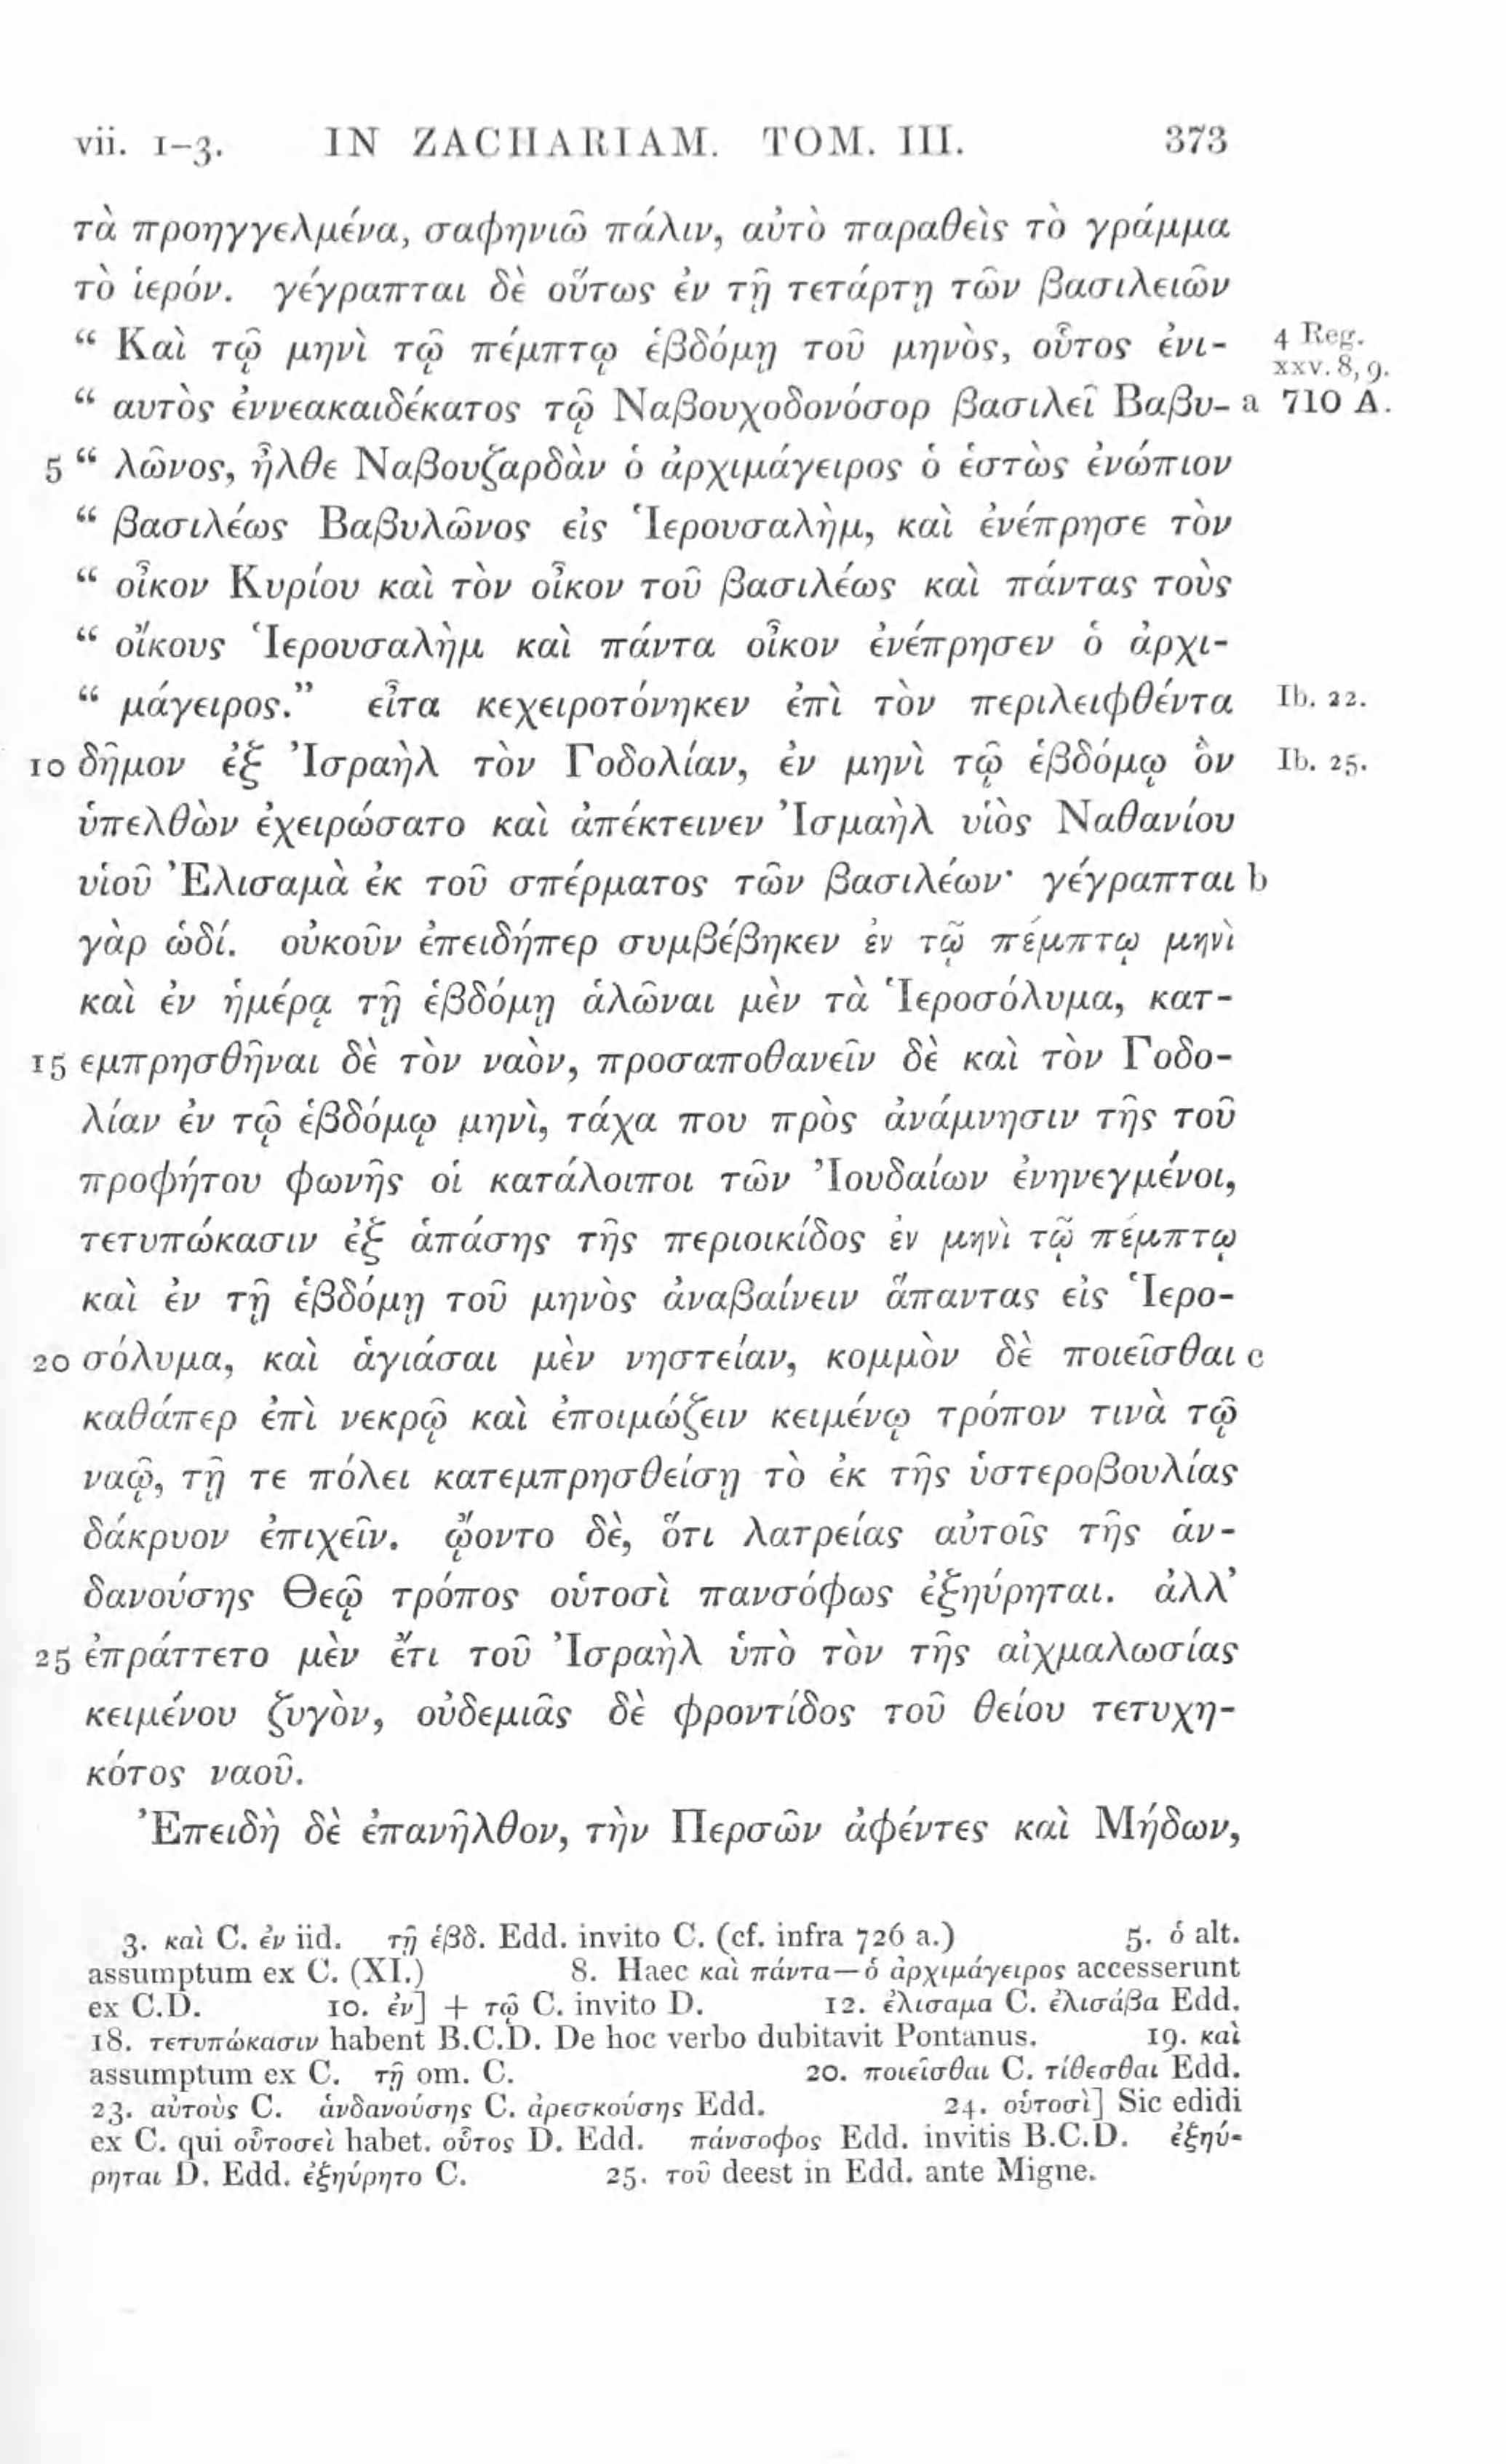 vii. 1–3. IN ZACHARIAM. TOM. III. 373
τὰ προηγγελμένα, σαφηνιῶ πάλιν, αὐτὸ παραθεὶς τὸ γράμμα
τὸ ἱερόν. γέγραπται δὲ οὕτως ἐν τῇ τετάρτῃ τῶν βασιλειῶν
“ Καὶ τῷ μηνὶ τῷ πέμπτῳ ἑβδόμῃ τοῦ μηνὸς, οὗτος ἐνι- 4 Reg. xxv. 8, 9.
“ αυτὸς ἐννεακαιδέκατος τῷ Ναβουχοδονόσορ βασιλεῖ Βαβυ- a 710 A.
5 “ λῶνος, ἦλθε Ναβουζαρδὰν ὁ ἀρχιμάγειρος ὁ ἑστὼς ἐνώπιον
“ βασιλέως Βαβυλῶνος εἰς Ἱερουσαλὴμ, καὶ ἐνέπρησε τὸν
“ οἶκον Κυρίου καὶ τὸν οἶκον τοῦ βασιλέως καὶ πάντας τοὺς
“ οἴκους Ἱερουσαλὴμ καὶ πάντα οἶκον ἐνέπρησεν ὁ ἀρχι-
“ μάγειρος.” εἶτα κεχειροτόνηκεν ἐπὶ τὸν περιλειφθέντα Ib. 22.
10 δῆμον ἐξ Ἰσραὴλ τὸν Γοδολίαν, ἐν μηνὶ τῷ ἑβδόμῳ ὃν Ib. 25.
ὑπελθὼν ἐχειρώσατο καὶ ἀπέκτεινεν Ἰσμαὴλ υἱὸς Ναθανίου
υἱοῦ Ἐλισαμὰ ἐκ τοῦ σπέρματος τῶν βασιλέων· γέγραπται b
γὰρ ὡδί. οὐκοῦν ἐπειδήπερ συμβέβηκεν ἐν τῷ πέμπτῳ μηνὶ
καὶ ἐν ἡμέρᾳ τῇ ἑβδόμῃ ἁλῶναι μὲν τὰ Ἱεροσόλυμα, κατ-
15 εμπρησθῆναι δὲ τὸν ναὸν, προσαποθανεῖν δὲ καὶ τὸν Γοδο-
λίαν ἐν τῷ ἑβδόμῳ μηνὶ, τάχα που πρὸς ἀνάμνησιν τῆς τοῦ
προφήτου φωνῆς οἱ κατάλοιποι τῶν Ἰουδαίων ἐνηνεγμένοι,
τετυπώκασιν ἐξ ἁπάσης τῆς περιοικίδος ἐν μηνὶ τῷ πέμπτῳ
καὶ ἐν τῇ ἑβδόμῃ τοῦ μηνὸς ἀναβαίνειν ἅπαντας εἰς Ἱερο-
20 σόλυμα, καὶ ἁγιάσαι μὲν νηστείαν, κομμὸν δὲ ποιεῖσθαι c
καθάπερ ἐπὶ νεκρῷ καὶ ἐποιμώζειν κειμένῳ τρόπον τινὰ τῷ
ναῷ, τῇ τε πόλει κατεμπρησθείσῃ τὸ ἐκ τῆς ὑστεροβουλίας
δάκρυον ἐπιχεῖν. ᾤοντο δὲ, ὅτι λατρείας αὐτοῖς τῆς ἁν-
δανούσης Θεῷ τρόπος οὑτοσὶ πανσόφως ἐξηύρηται. ἀλλ’
25 ἐπράττετο μὲν ἔτι τοῦ Ἰσραὴλ ὑπὸ τὸν τῆς αἰχμαλωσίας
κειμένου ζυγὸν, οὐδεμιᾶς δὲ φροντίδος τοῦ θείου τετυχη-
κότος ναοῦ.
Ἐπειδὴ δὲ ἐπανῆλθον, τὴν Περσῶν ἀφέντες καὶ Μήδων,
3. καὶ C. ἐν iid. τῇ ἑβδ. Edd. invito C. (cf. infra 726 a.) 5. ὁ alt.
assumptum ex C. (XI.) 8. Haec καὶ πάντα—ὁ ἀρχιμάγειρος accesserunt
ex C.D. 10. ἐν] + τῷ C. invito D. 12. ἐλισαμα C. ἐλισάβα Edd.
18. τετυπώκασιν habent B.C.D. De hoc verbo dubitavit Pontanus. 19. καὶ
assumptum ex C. τῇ om. C. 20. ποιεῖσθαι C. τίθεσθαι Edd.
23. αὐτοὺς C. ἁνδανούσης C. ἀρεσκούσης Edd. 24. οὑτοσὶ] Sic edidi
ex C. qui οὗτοσεὶ habet. οὗτος D. Edd. πάνσοφος Edd. invitis B.C.D. ἐξηύ-
ρηται D. Edd. ἐξηύρητο C. 25. τοῦ deest in Edd. ante Migne.